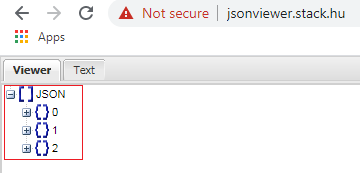 Not secure | jsonviewer.stack.hu
Apps
Viewer Text
JSON
0
1
2